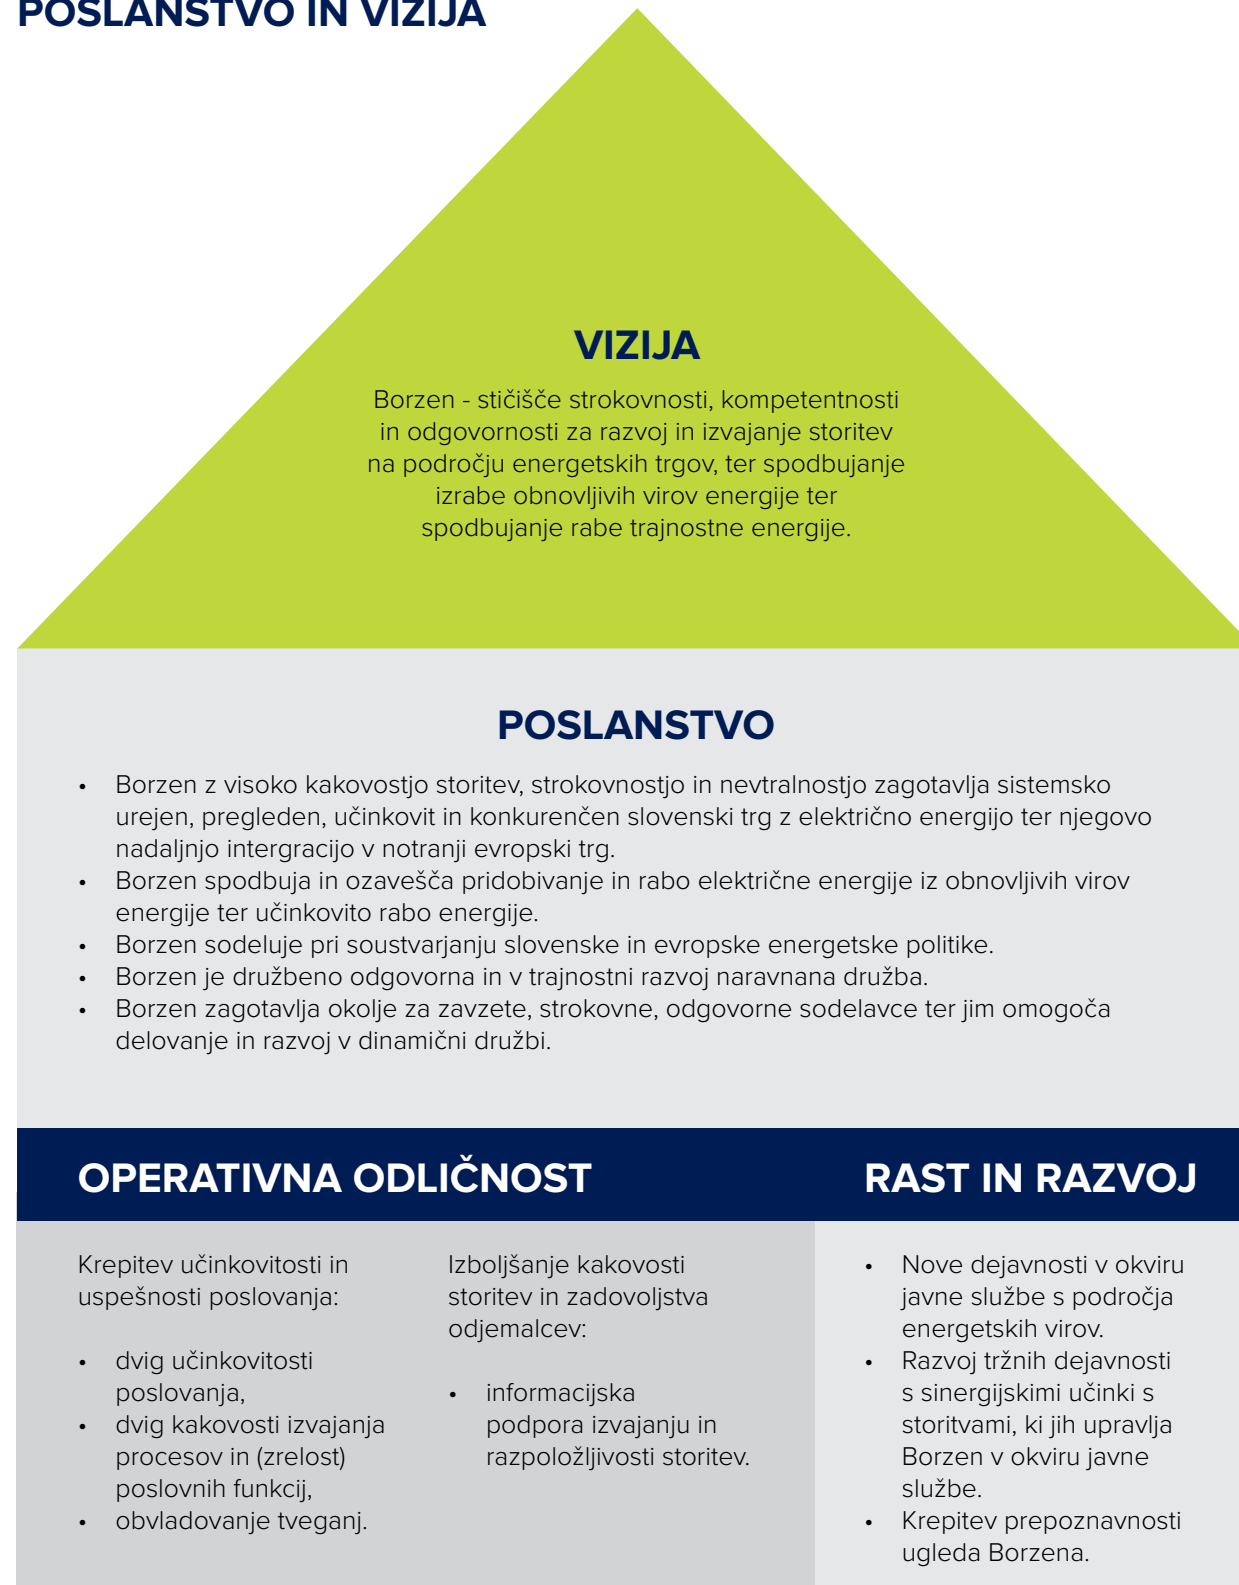 POSLANSTVO IN VIZIJA
VIZIJA
Borzen - stičišče strokovnosti, kompetentnosti
in odgovornosti za razvoj in izvajanje storitev
na področju energetskih trgov, ter spodbujanje
izrabe obnovljivih virov energije ter
spodbujanje rabe trajnostne energije.
POSLANSTVO
• Borzen z visoko kakovostjo storitev, strokovnostjo in nevtralnostjo zagotavlja sistemsko
urejen, pregleden, učinkovit in konkurenčen slovenski trg z električno energijo ter njegovo
nadaljnjo intergracijo v notranji evropski trg.
• Borzen spodbuja in ozavešča pridobivanje in rabo električne energije iz obnovljivih virov
energije ter učinkovito rabo energije.
• Borzen sodeluje pri soustvarjanju slovenske in evropske energetske politike.
• Borzen je družbeno odgovorna in v trajnostni razvoj naravnana družba.
• Borzen zagotavlja okolje za zavzete, strokovne, odgovorne sodelavce ter jim omogoča
delovanje in razvoj v dinamični družbi.
OPERATIVNA ODLIČNOST
Krepitev učinkovitosti in
uspešnosti poslovanja:
• dvig učinkovitosti
poslovanja,
• dvig kakovosti izvajanja
procesov in (zrelost)
poslovnih funkcij,
• obvladovanje tveganj.
Izboljšanje kakovosti
storitev in zadovoljstva
odjemalcev:
• informacijska
podpora izvajanju in
razpoložljivosti storitev.
RAST IN RAZVOJ
• Nove dejavnosti v okviru
javne službe s področja
energetskih virov.
• Razvoj tržnih dejavnosti
s sinergijskimi učinki s
storitvami, ki jih upravlja
Borzen v okviru javne
službe.
• Krepitev prepoznavnosti
ugleda Borzena.